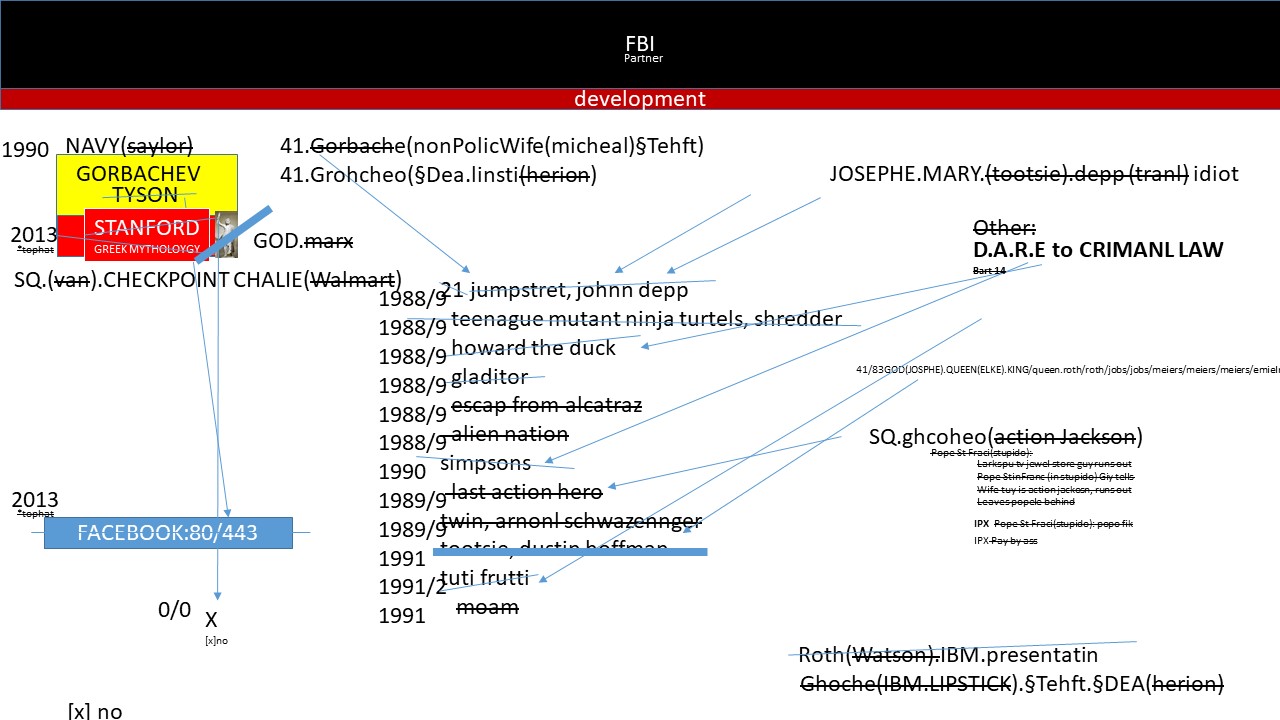 FBI
Partner
development
1990
NAVY(saylor)
GORBACHEV
TYSON
STANFORD
GREEK MYTHOLOYGY
2013
*tophat
GOD.marx
SQ.(van).CHECKPOINT CHALIE(Walmart)
41.Gorbache(nonPolicWife(micheal)§Tehft)
41.Grohcheo(§Dea.linsti(herion)
JOSEPHE.MARY.(tootsie).depp (tranl) idiot
Other:
D.A.R.E to CRIMANL LAW
Bart 14
1988/9 21 jumpstret, johnn depp
1988/9 teenague mutant ninja turtels, shredder
1988/9 howard the duck
1988/9 gladitor
1988/9 escap from alcatraz
1988/9 alien nation
1990 simpsons
1989/9 last action hero
1989/9 twin, arnonl schwazennger
1991 tootsie, dustin hoffman
1991/2 tuti frutti
1991 moam
41/83GOD(JOSPHE).QUEEN(ELKE).KING/queen.roth/roth/jobs/jobs/meiers/meiers/meiers/emiel
SQ.ghcoheo(action Jackson)
Pope St Fraci(stupido):
Larkspu tv jewel store guy runs out
Pope StinFranc (in stupido) Giy tells
Wife tuy is action jackosn, runs out
Leaves popele behind
IPX Pope St Fraci(stupido): popo fik
IPX Pay by ass
2013
*tophat
FACEBOOK:80/443
0/0
X
[x]no
Roth(Watson).IBM.presentatin
Ghoche(IBM.LIPSTICK).§Tehft.§DEA(herion)
[x] no